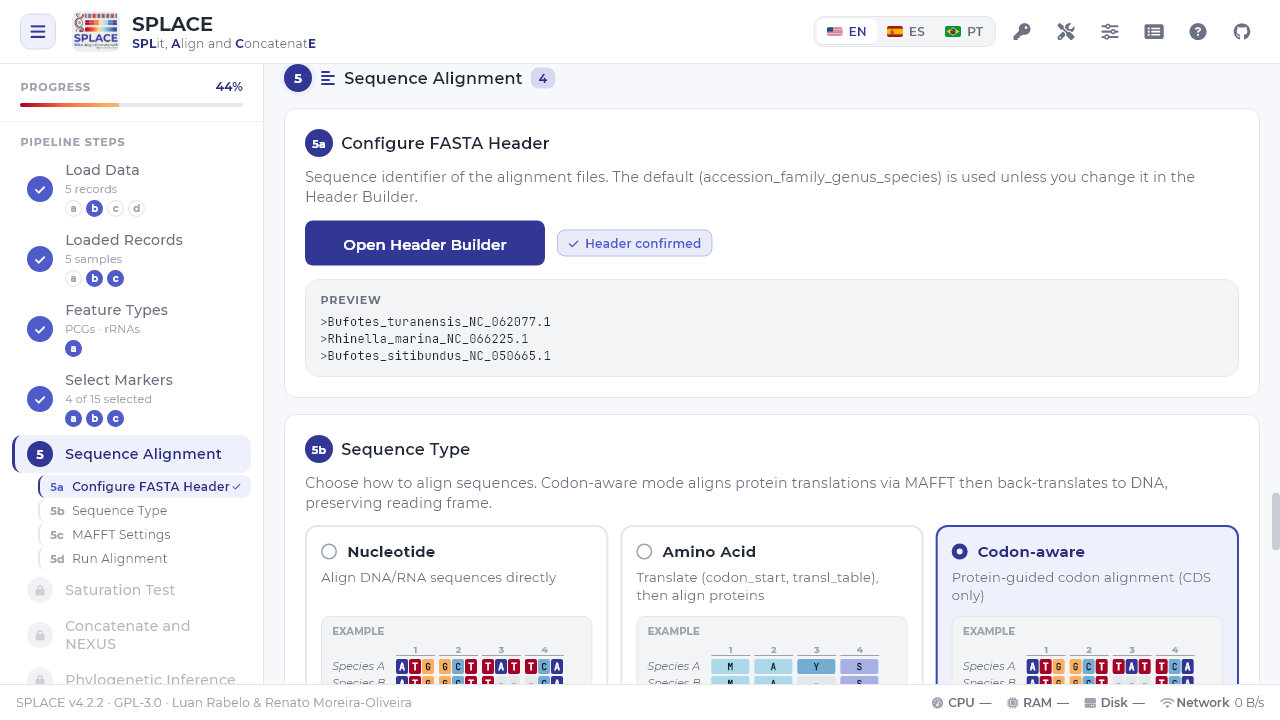 SPLACE
SPLit, Align and ConcatenatE
EN
ES
PT
PROGRESS
44%
PIPELINE STEPS
Load Data
5 records
a b c d
Loaded Records
5 samples
a b c
Feature Types
PCGs · rRNAs
a
Select Markers
4 of 15 selected
a b c
5 Sequence Alignment
5a Configure FASTA Header
5b Sequence Type
5c MAFFT Settings
5d Run Alignment
Saturation Test
Concatenate and
NEXUS
Phylogenetic Inference
5 Sequence Alignment 4
5a Configure FASTA Header
Sequence identifier of the alignment files. The default (accession_family_genus_species) is used unless you change it in the
Header Builder.
Open Header Builder
Header confirmed
PREVIEW
>Bufotes_turanensis_NC_062077.1
>Rhinella_marina_NC_066225.1
>Bufotes_sitibundus_NC_050665.1
5b Sequence Type
Choose how to align sequences. Codon-aware mode aligns protein translations via MAFFT then back-translates to DNA,
preserving reading frame.
Nucleotide
Align DNA/RNA sequences directly
EXAMPLE
1 2 3 4
Species A A T G G C T T A T T C A
Species B
Amino Acid
Translate (codon_start, transl_table),
then align proteins
EXAMPLE
1 2 3 4
Species A M A Y S
Species B
Codon-aware
Protein-guided codon alignment (CDS
only)
EXAMPLE
1 2 3 4
Species A A T G G C T T A T T C A
Species B
SPLACE v4.2.2 · GPL-3.0 · Luan Rabelo & Renato Moreira-Oliveira
CPU —
RAM —
Disk —
Network 0 B/s